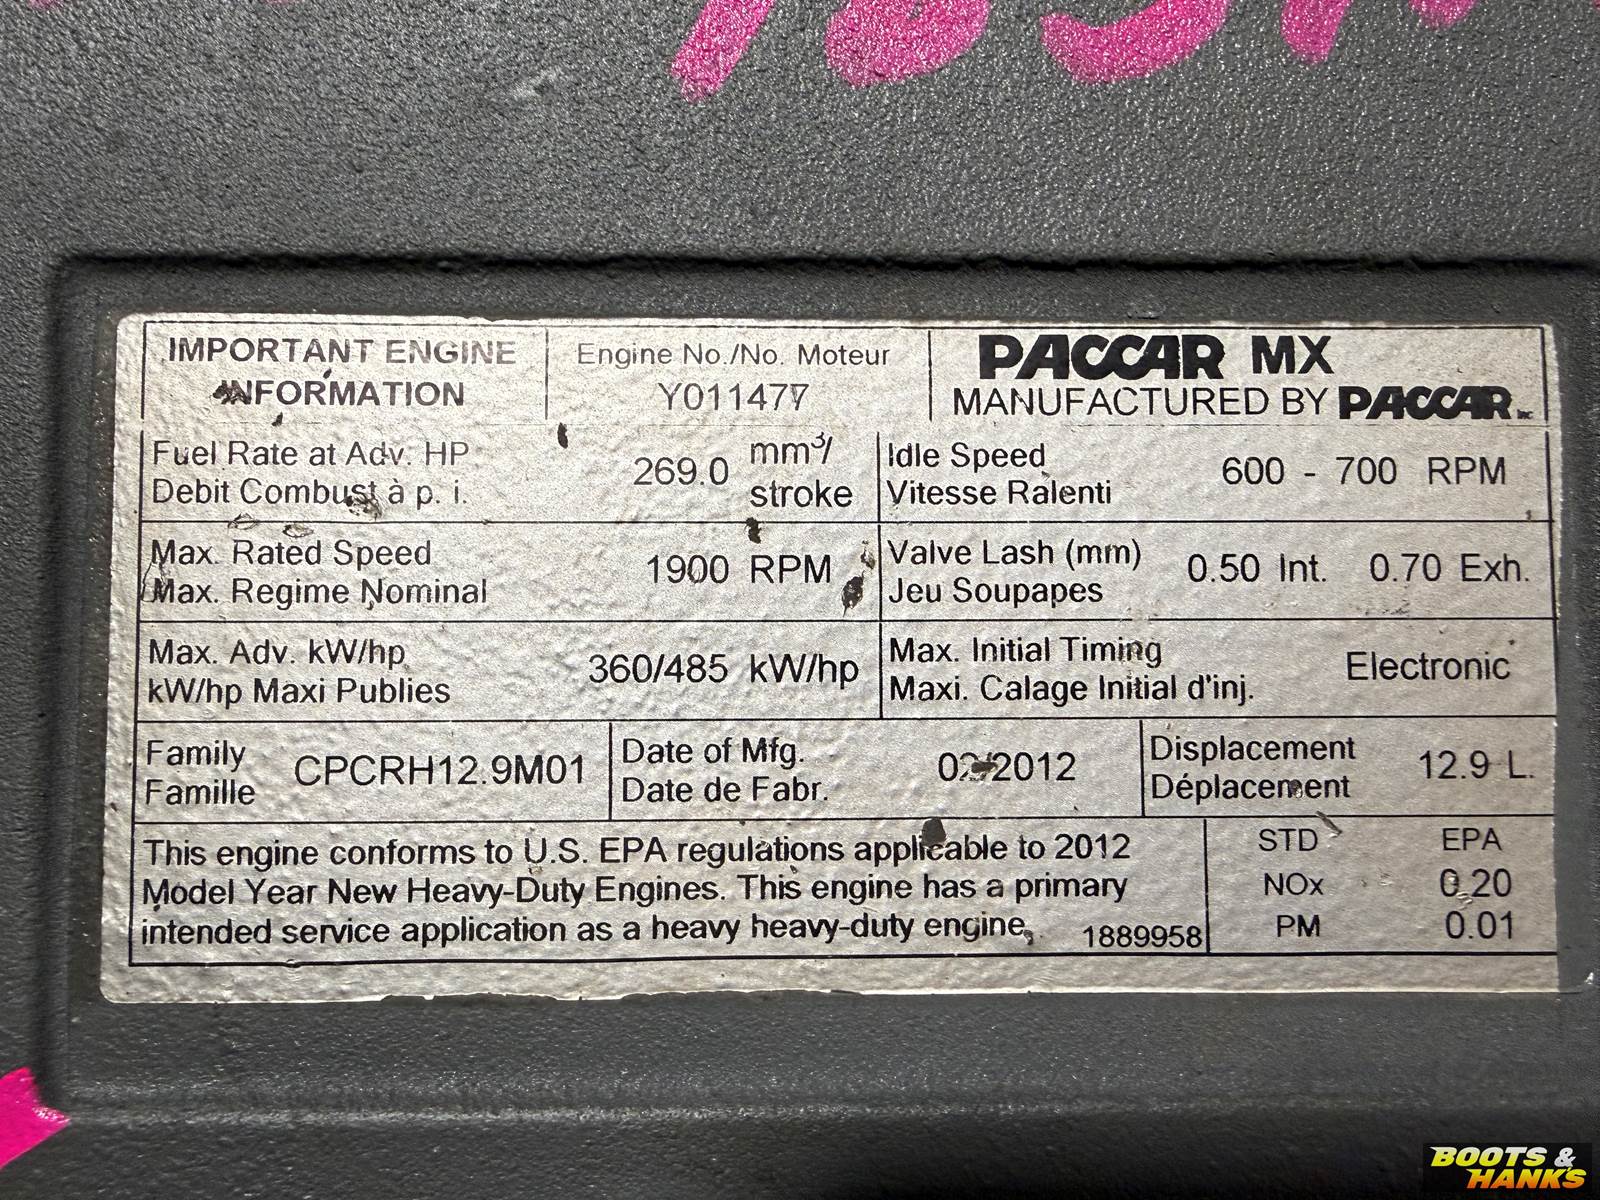 IMPORTANT ENGINE
INFORMATION
Engine No./No. Moteur
Y011477
PACCAR MX
MANUFACTURED BY PACCAR Inc
Fuel Rate at Adv. HP
Debit Combust à p. i.
269.0 mm³/
stroke
Idle Speed
Vitesse Ralenti
600 - 700 RPM
Max. Rated Speed
Max. Regime Nominal
1900 RPM
Valve Lash (mm)
Jeu Soupapes
0.50 Int. 0.70 Exh.
Max. Adv. kW/hp
kW/hp Maxi Publies
360/485 kW/hp
Max. Initial Timing
Maxi. Calage Initial d'inj.
Electronic
Family
Famille
CPCRH12.9M01
Date of Mfg.
Date de Fabr.
02/2012
Displacement
Déplacement
12.9 L.
This engine conforms to U.S. EPA regulations applicable to 2012
Model Year New Heavy-Duty Engines. This engine has a primary
intended service application as a heavy heavy-duty engine.
1889958
STD EPA
NOx 0.20
PM 0.01
BOOTS &
HANKS